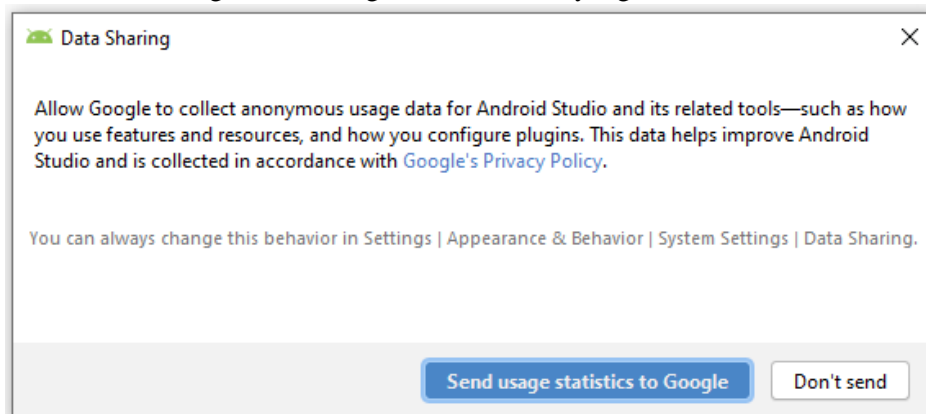 Data Sharing
Allow Google to collect anonymous usage data for Android Studio and its related tools—such as how
you use features and resources, and how you configure plugins. This data helps improve Android
Studio and is collected in accordance with Google's Privacy Policy.
You can always change this behavior in Settings | Appearance & Behavior | System Settings | Data Sharing.
Send usage statistics to Google Don't send